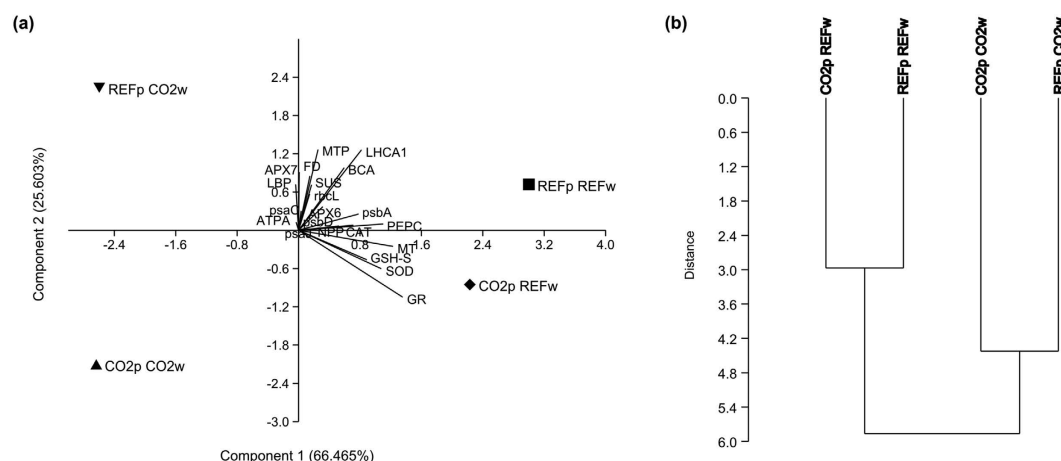 (a)
2.4
1.8
1.2
0.6
0.0
-0.6
-1.2
-1.8
-2.4
-3.0
-2.4
-1.6
-0.8
0.8
1.6
2.4
3.2
4.0
Component 2 (25.603%)
Component 1 (66.465%)
REFp CO2w
REFp REFw
CO2p REFw
CO2p CO2w
MTP
LHCA1
APX7
FD
BCA
LBP
SUS
rbcL
psaC
APX6
psbA
ATPA
psbD
PEPC
NPP
CAT
MT
GSH-S
SOD
GR
(b)
CO2p REFw
REFp REFw
CO2p CO2w
REFp CO2w
Distance
0.0
0.6
1.2
1.8
2.4
3.0
3.6
4.2
4.8
5.4
6.0